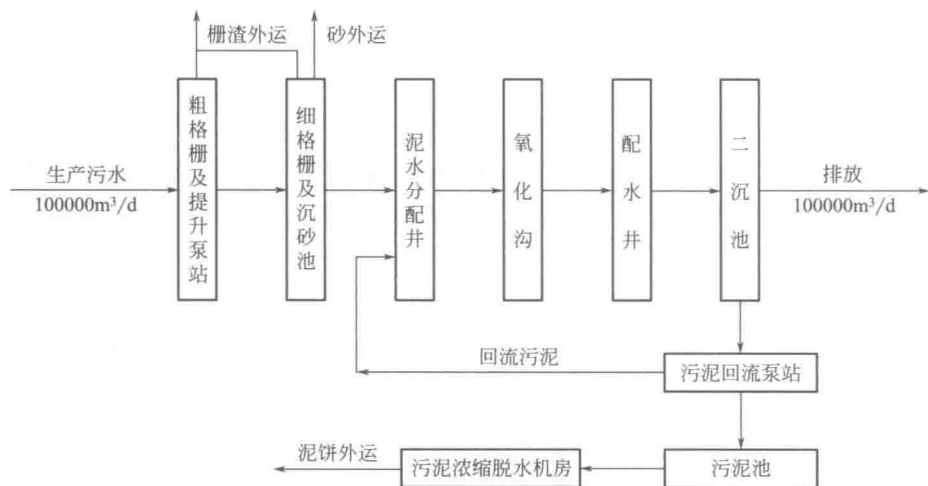 栅渣外运
砂外运
生产污水
100000m³/d
粗格栅及提升泵站
细格栅及沉砂池
泥水分配井
氧化沟
配水井
二沉池
排放
100000m³/d
回流污泥
污泥回流泵站
泥饼外运
污泥浓缩脱水机房
污泥池